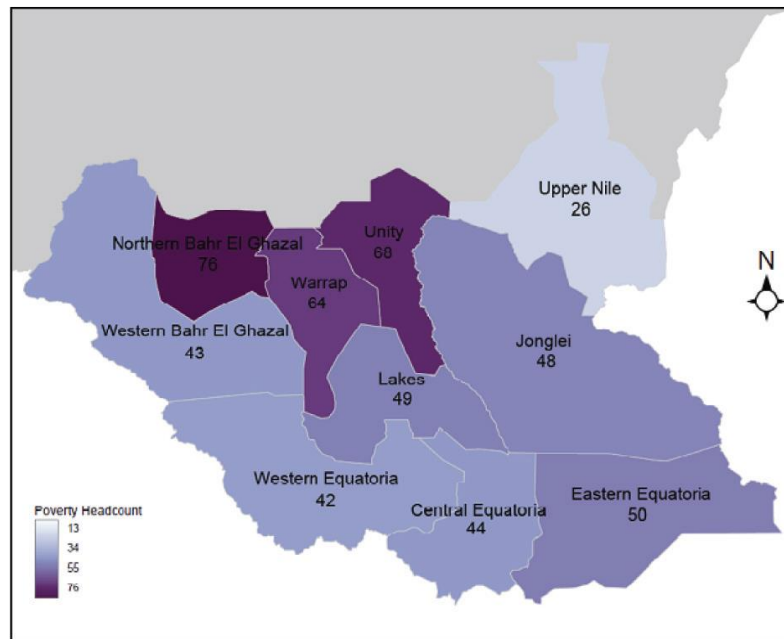 Upper Nile
26
Unity
68
Northern Bahr El Ghazal
76
Warrap
64
N
Western Bahr El Ghazal
43
Jonglei
48
Lakes
49
Western Equatoria
42
Central Equatoria
44
Eastern Equatoria
50
Poverty Headcount
13
34
55
76